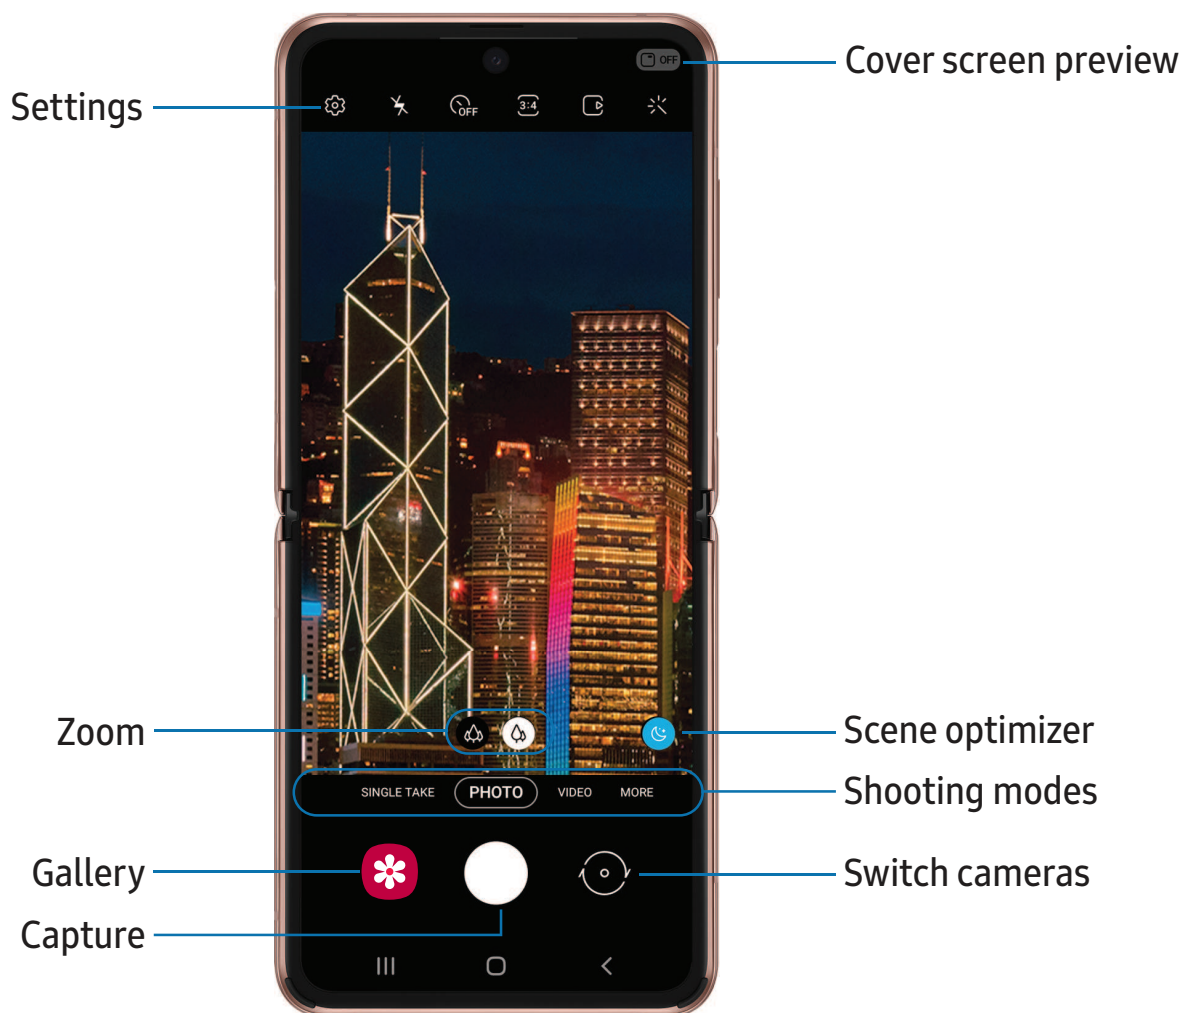 Cover screen preview
OFF
Settings
OFF
3:4
Zoom
Scene optimizer
SINGLE TAKE
PHOTO
VIDEO
MORE
Shooting modes
Gallery
Switch cameras
Capture